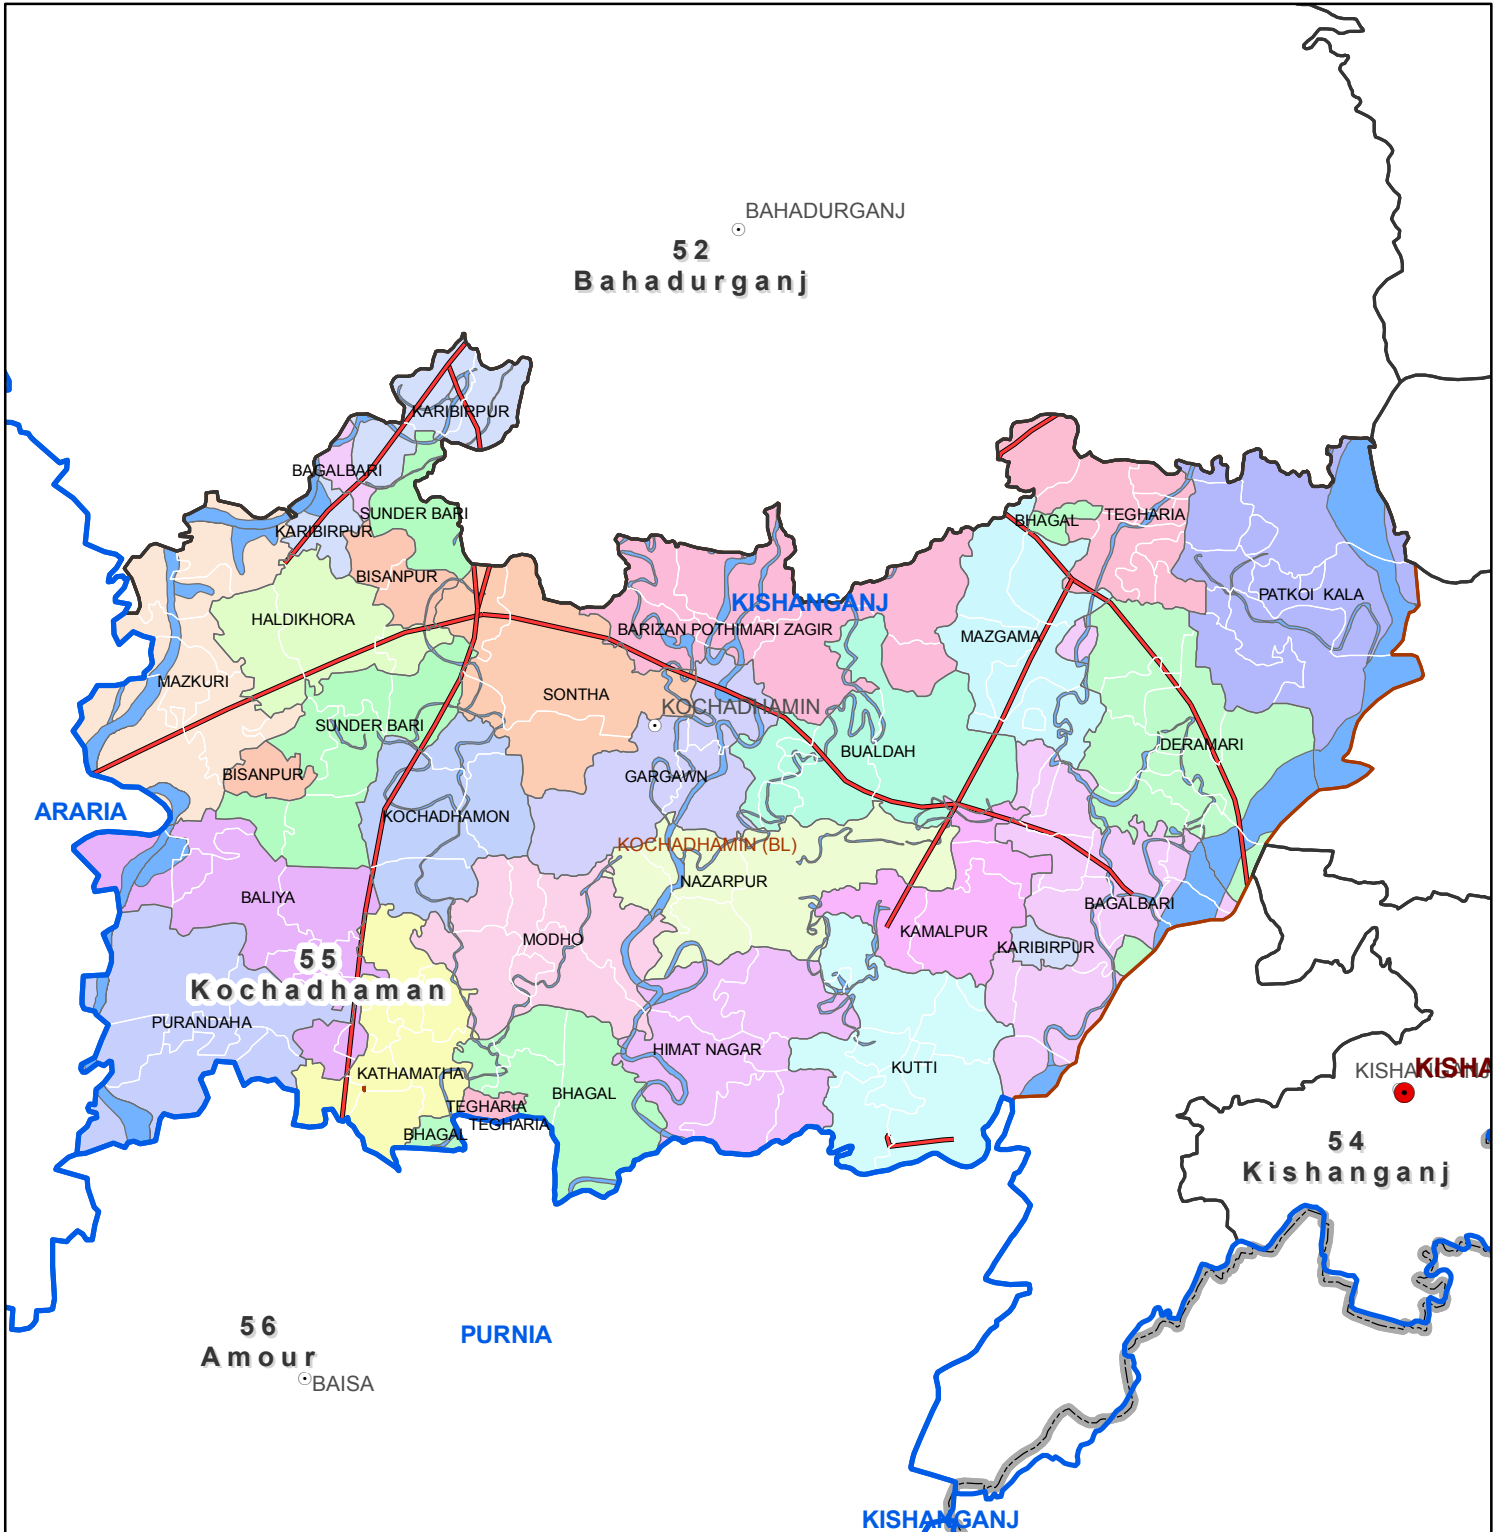 BAHADURGANJ
52
Bahadurganj
KARIBIRPUR
BAGALBARI
SUNDER BARI
KARIBIRPUR
BHAGAL
TEGHARIA
BISANPUR
PATKOI KALA
KISHANGANJ
HALDIKHORA
BARIZAN POTHIMARI ZAGIR
MAZGAMA
MAZKURI
SONTHA
KOCHADHAMIN
SUNDER BARI
BUALDAH
DERAMARI
BISANPUR
GARGAWN
ARARIA
KOCHADHAMON
KOCHADHAMIN (BL)
NAZARPUR
BALIYA
BAGALBARI
KAMALPUR
MODHO
KARIBIRPUR
55
Kochadhaman
PURANDAHA
HIMAT NAGAR
KUTTI
KATHAMATHA
KISHANGANJ
KISHA
BHAGAL
TEGHARIA
TEGHARIA
BHAGAL
54
Kishanganj
56
Amour
PURNIA
BAISA
KISHANGANJ